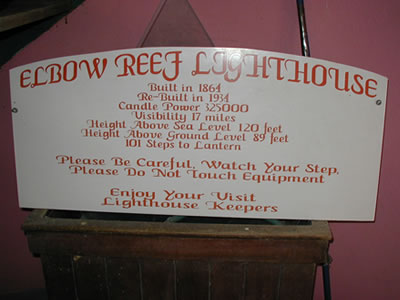 ELBOW REEF LIGHTHOUSE
Built in 1864
Re-Built in 1934
Candle Power 325000
Visibility 17 miles
Height Above Sea Level 120 feet
Height Above Ground Level 89 feet
101 Steps to Lantern
Please Be Careful, Watch Your Step,
Please Do Not Touch Equipment
Enjoy Your Visit
Lighthouse Keepers